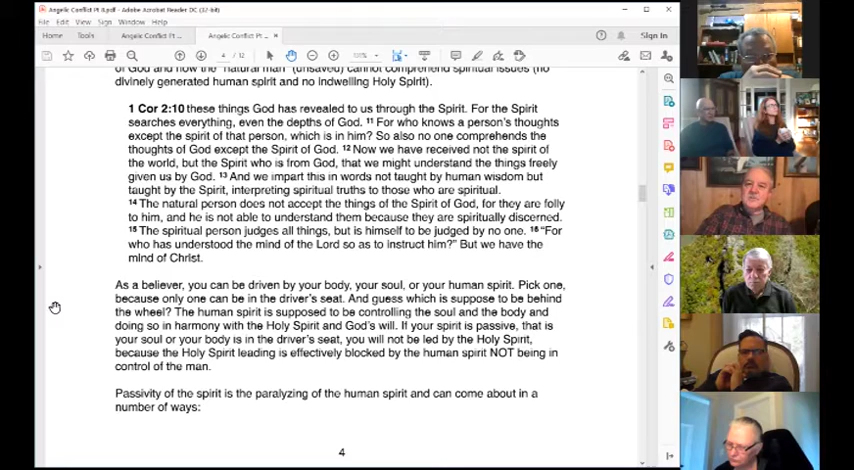 Angelic Conflict Pt 8.pdf - Adobe Acrobat Reader DC (32-bit)
File Edit View Sign Window Help
Home Tools Angelic Conflict Pt ... Angelic Conflict Pt ... × Sign In
4 / 12
of God and how the "natural man" (unsaved) cannot comprehend spiritual issues (no
divinely generated human spirit and no indwelling Holy Spirit).
1 Cor 2:10 these things God has revealed to us through the Spirit. For the Spirit
searches everything, even the depths of God. 11 For who knows a person's thoughts
except the spirit of that person, which is in him? So also no one comprehends the
thoughts of God except the Spirit of God. 12 Now we have received not the spirit of
the world, but the Spirit who is from God, that we might understand the things freely
given us by God. 13 And we impart this in words not taught by human wisdom but
taught by the Spirit, interpreting spiritual truths to those who are spiritual.
14 The natural person does not accept the things of the Spirit of God, for they are folly
to him, and he is not able to understand them because they are spiritually discerned.
15 The spiritual person judges all things, but is himself to be judged by no one. 16 "For
who has understood the mind of the Lord so as to instruct him?" But we have the
mind of Christ.
As a believer, you can be driven by your body, your soul, or your human spirit. Pick one,
because only one can be in the driver's seat. And guess which is suppose to be behind
the wheel? The human spirit is supposed to be controlling the soul and the body and
doing so in harmony with the Holy Spirit and God's will. If your spirit is passive, that is
your soul or your body is in the driver's seat, you will not be led by the Holy Spirit,
because the Holy Spirit leading is effectively blocked by the human spirit NOT being in
control of the man.
Passivity of the spirit is the paralyzing of the human spirit and can come about in a
number of ways:
4